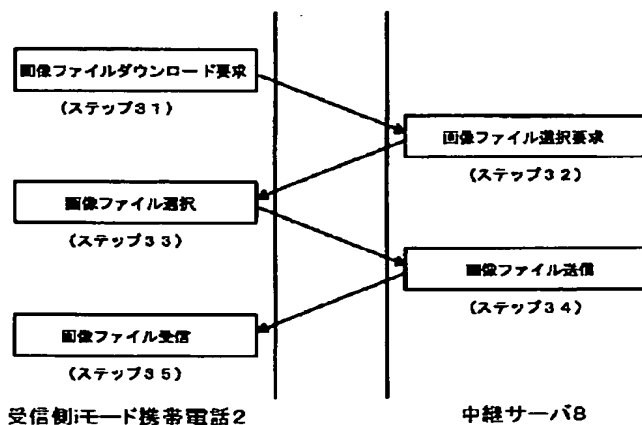 画像ファイルダウンロード要求
(ステップ31)
画像ファイル選択要求
(ステップ32)
画像ファイル選択
(ステップ33)
画像ファイル送信
(ステップ34)
画像ファイル受信
(ステップ35)
受信側iモード携帯電話2
中継サーバ8